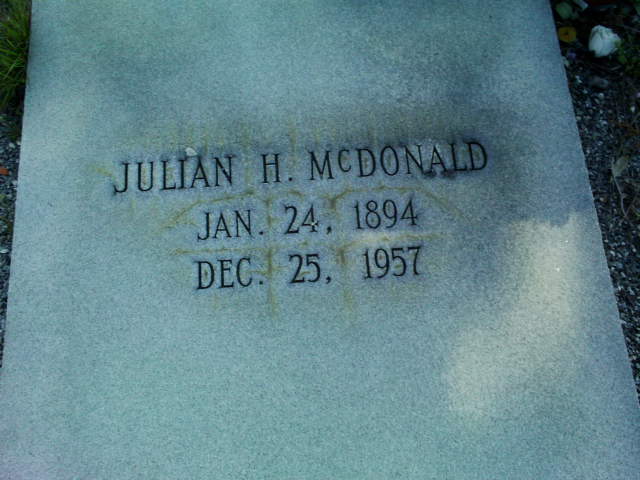 JULIAN H. McDONALD
JAN. 24, 1894
DEC. 25, 1957